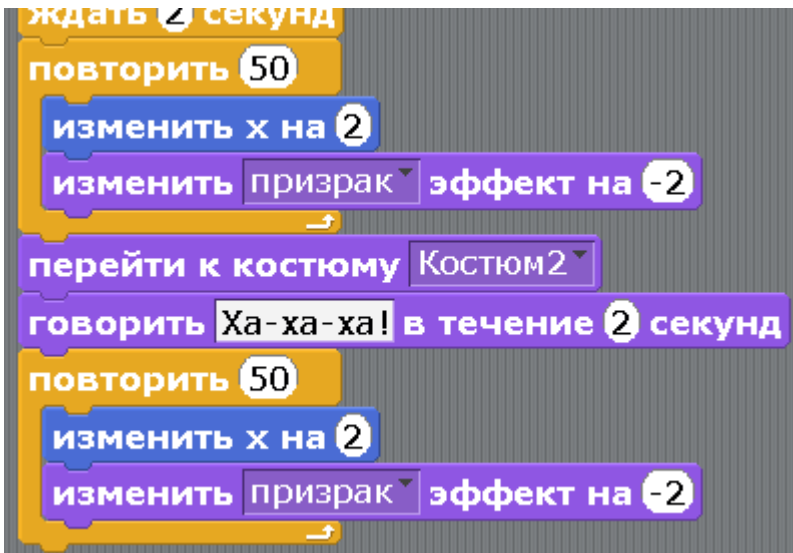 ждать 2 секунд
повторить 50
изменить х на 2
изменить призрак эффект на -2
перейти к костюму Костюм2
говорить Ха-ха-ха! в течение 2 секунд
повторить 50
изменить х на 2
изменить призрак эффект на -2